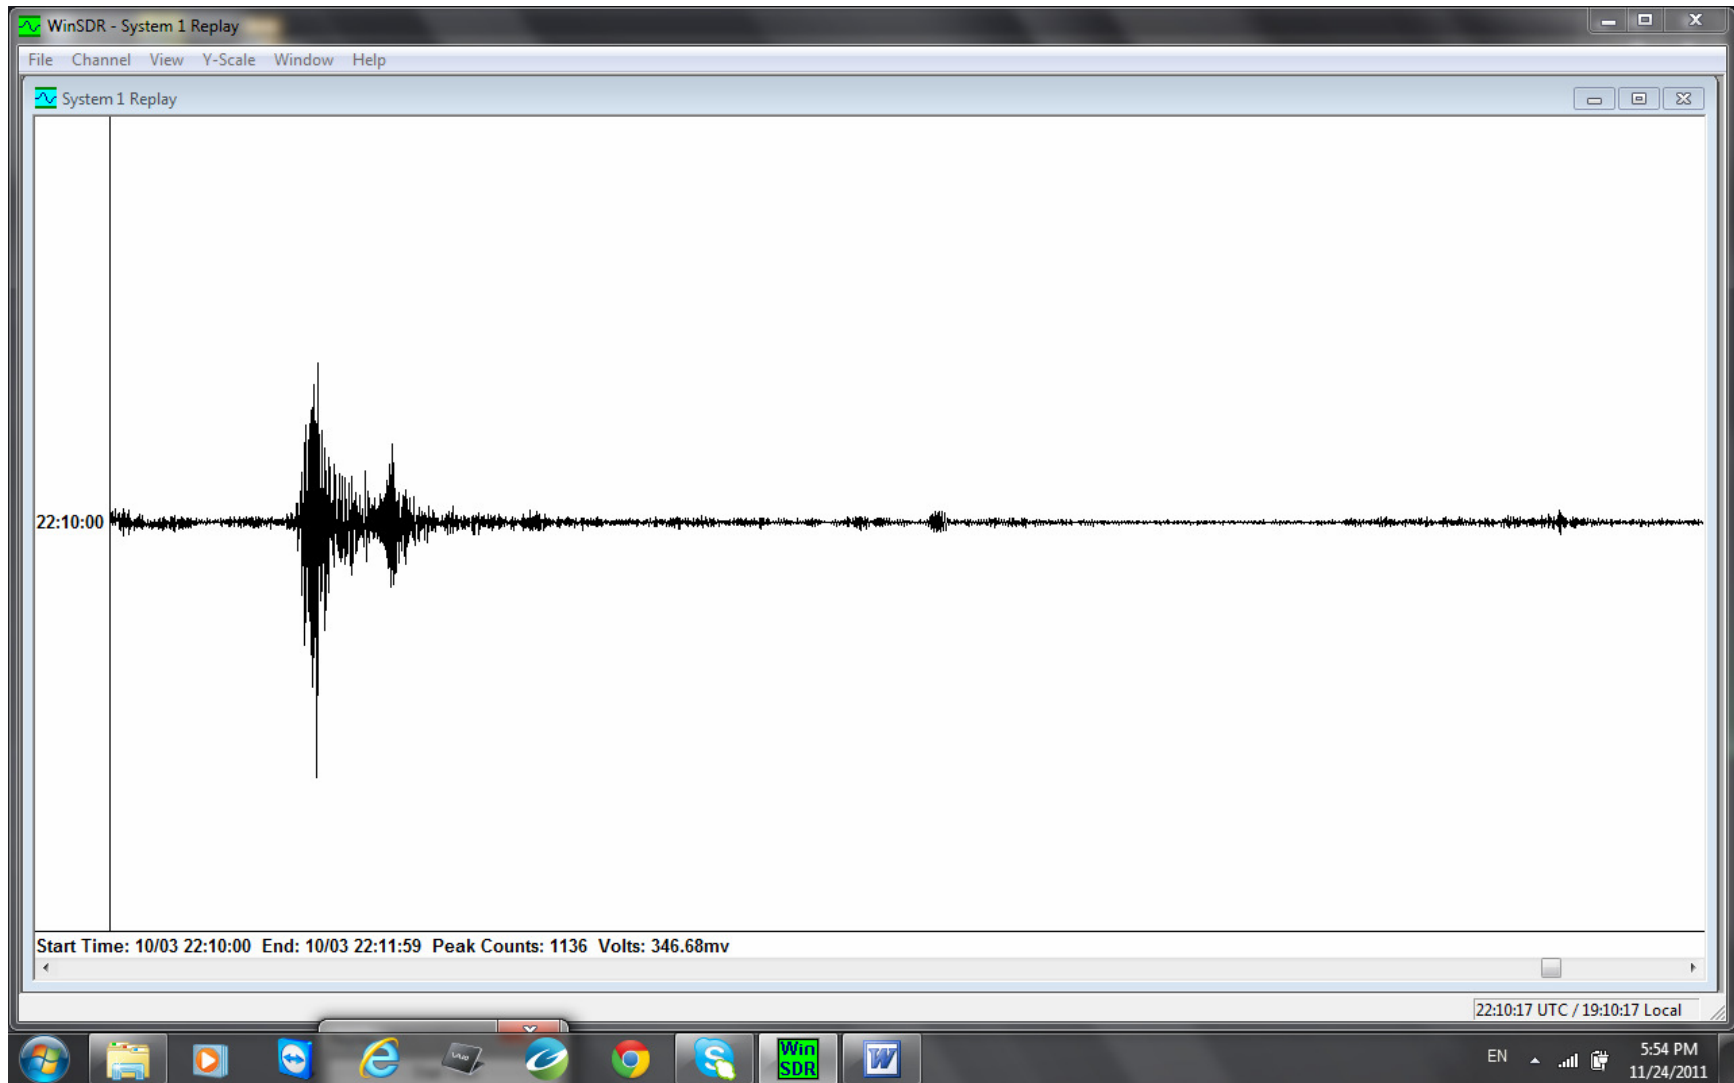 WinSDR - System 1 Replay
File Channel View Y-Scale Window Help
System 1 Replay
22:10:00
Start Time: 10/03 22:10:00 End: 10/03 22:11:59 Peak Counts: 1136 Volts: 346.68mv
22:10:17 UTC / 19:10:17 Local
Win
SDR
EN
5:54 PM
11/24/2011